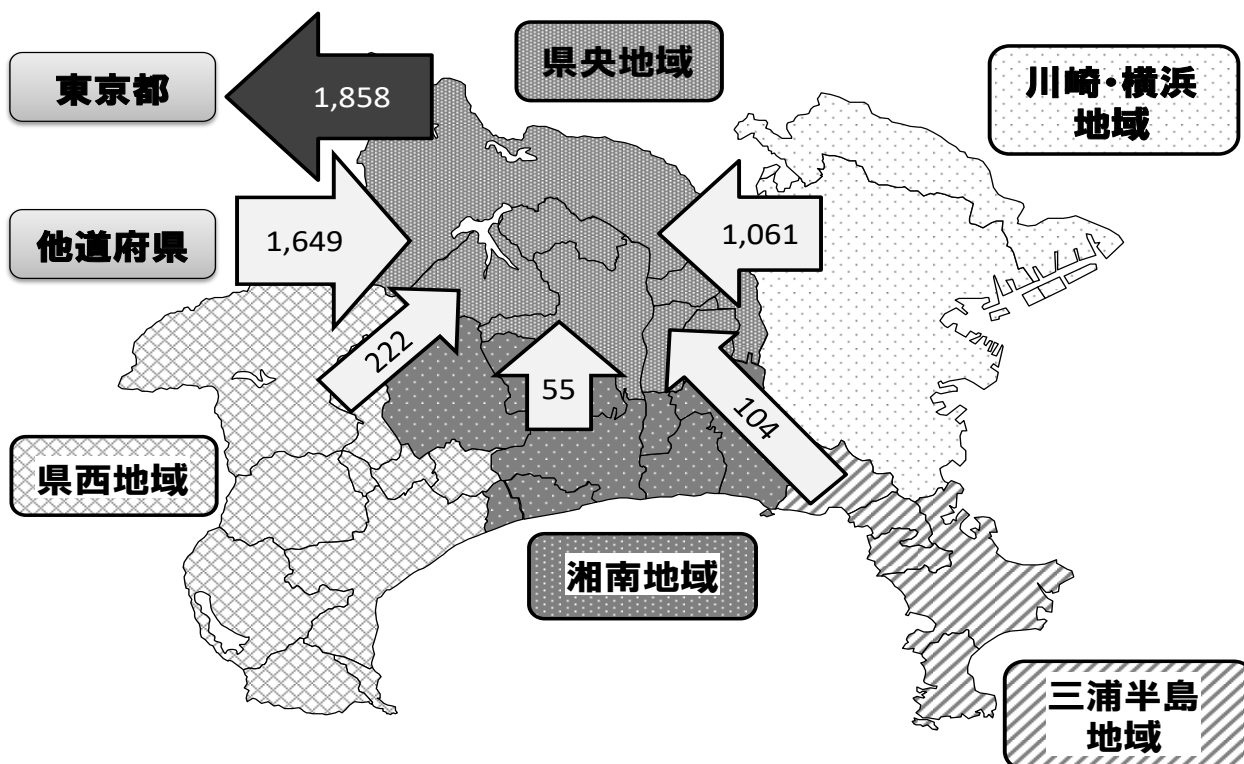 東京都
1,858
県央地域
川崎・横浜
地域
他道府県
1,649
1,061
222
55
104
県西地域
湘南地域
三浦半島
地域